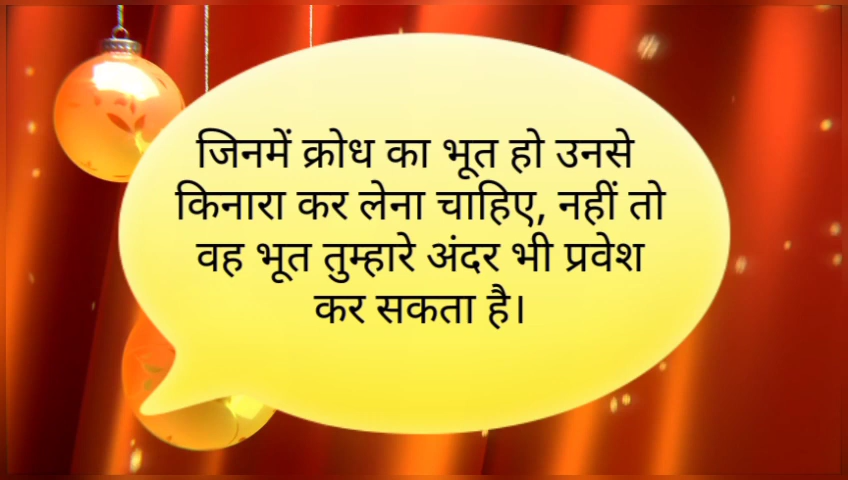 जिनमें क्रोध का भूत हो उनसे
किनारा कर लेना चाहिए, नहीं तो
वह भूत तुम्हारे अंदर भी प्रवेश
कर सकता है।